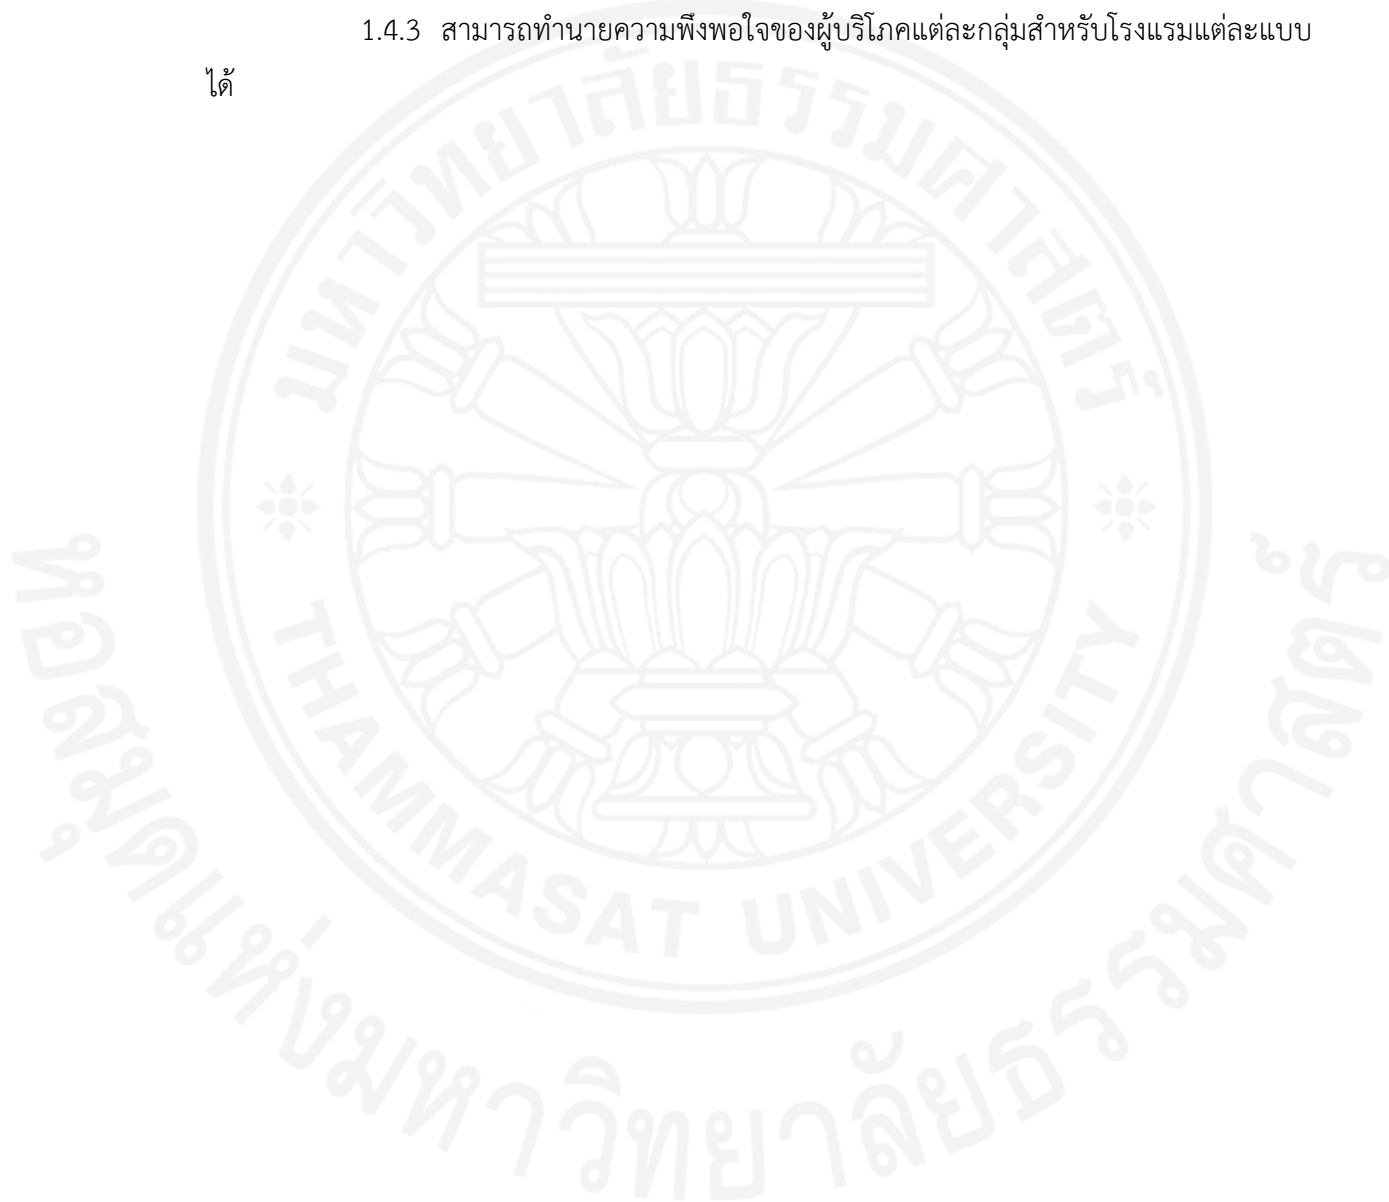 1.4.3 สามารถทำนายความพึงพอใจของผู้บริโภคแต่ละกลุ่มสำหรับโรงแรมแต่ละแบบ
ได้
มหาวิทยาลัยธรรมศาสตร์
THAMMASAT UNIVERSITY
หอสมุดแห่งมหาวิทยาลัยธรรมศาสตร์